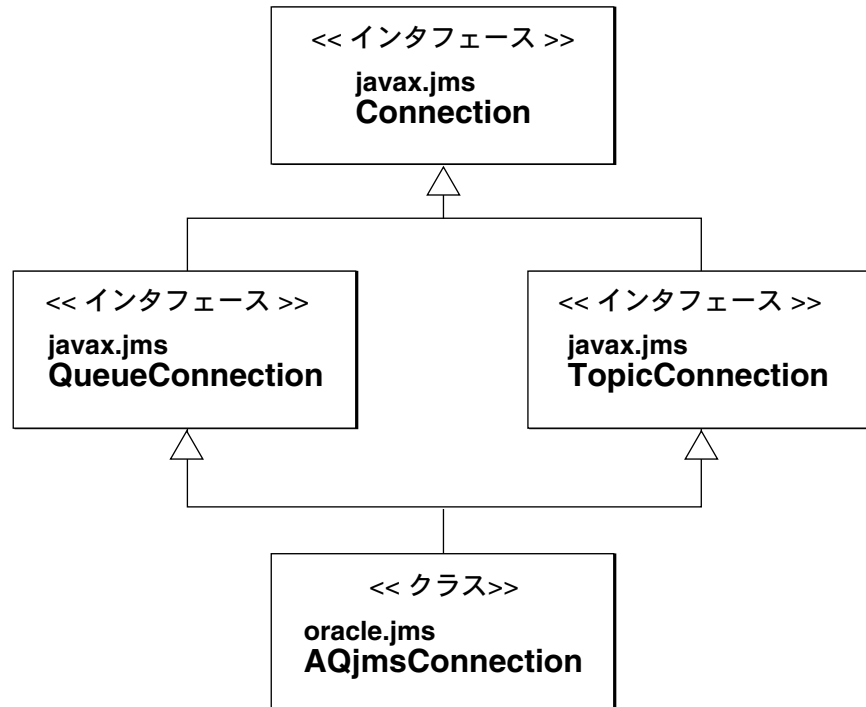 << インタフェース >>
javax.jms
Connection
<< インタフェース >>
javax.jms
QueueConnection
<< インタフェース >>
javax.jms
TopicConnection
<< クラス>>
oracle.jms
AQjmsConnection